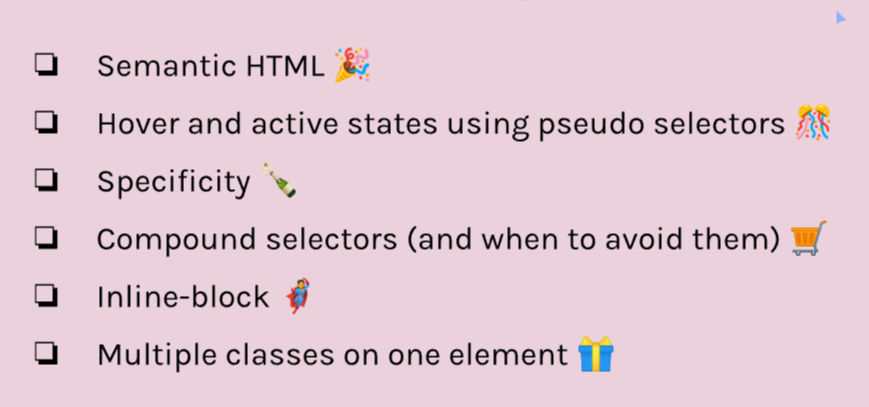 Semantic HTML 🎉
Hover and active states using pseudo selectors 🎊
Specificity 🍾
Compound selectors (and when to avoid them) 🛒
Inline-block 🦸
Multiple classes on one element 🎁